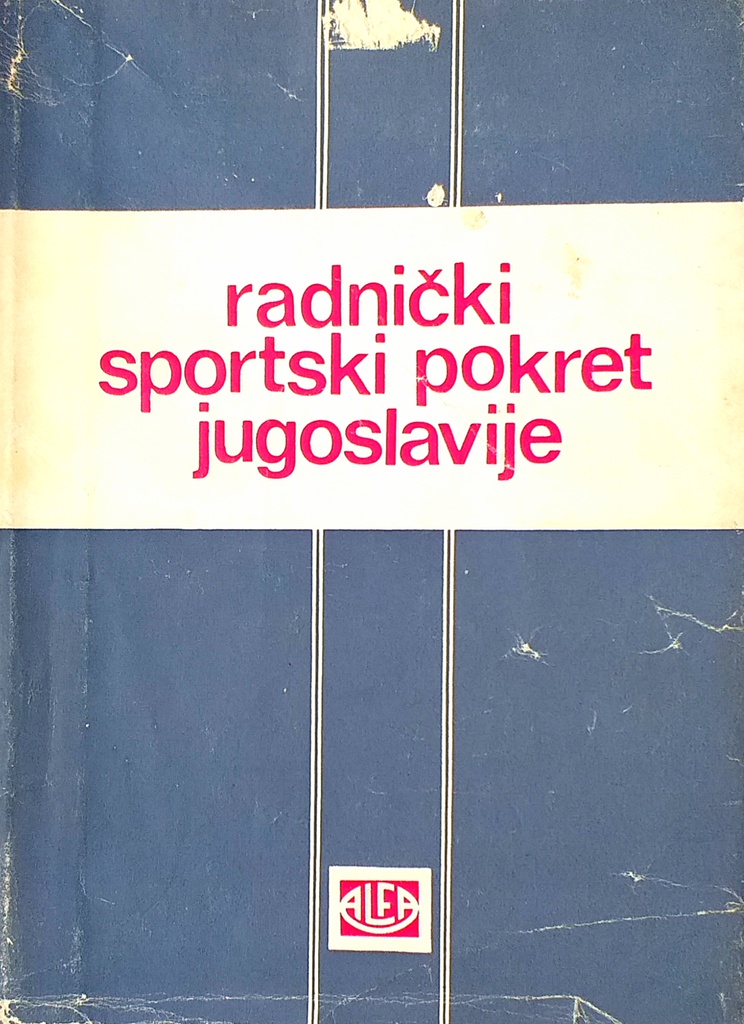 radnički
sportski pokret
jugoslavije
ALFA